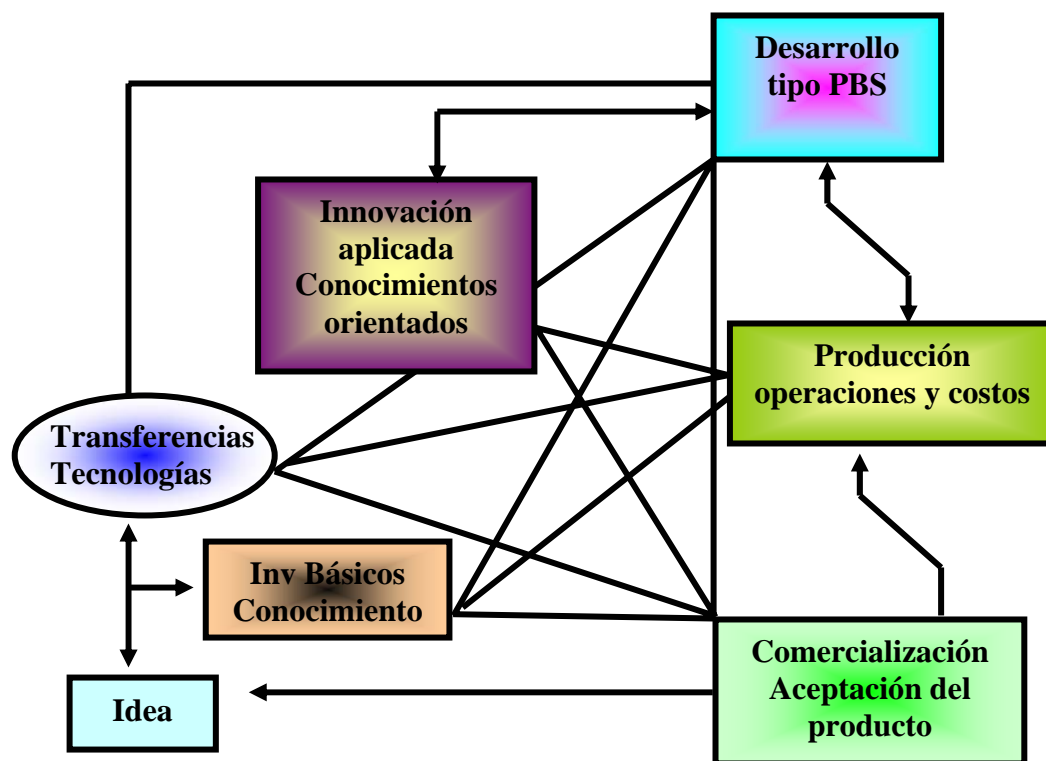 Desarrollo
tipo PBS
Innovación
aplicada
Conocimientos
orientados
Producción
operaciones y costos
Transferencias
Tecnologías
Inv Básicos
Conocimiento
Comercialización
Aceptación del
producto
Idea